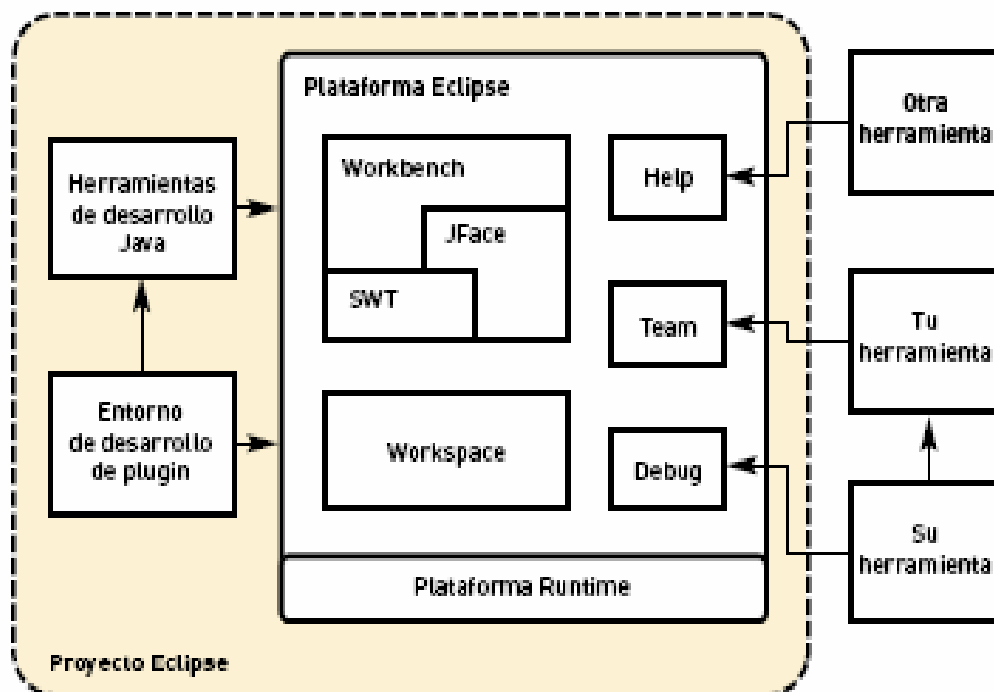 Plataforma Eclipse
Otra
herramienta
Workbench
Help
Herramientas
de desarrollo
Java
JFace
SWT
Team
Tu
herramienta
Entorno
de desarrollo
de plugin
Workspace
Debug
Su
herramienta
Plataforma Runtime
Proyecto Eclipse